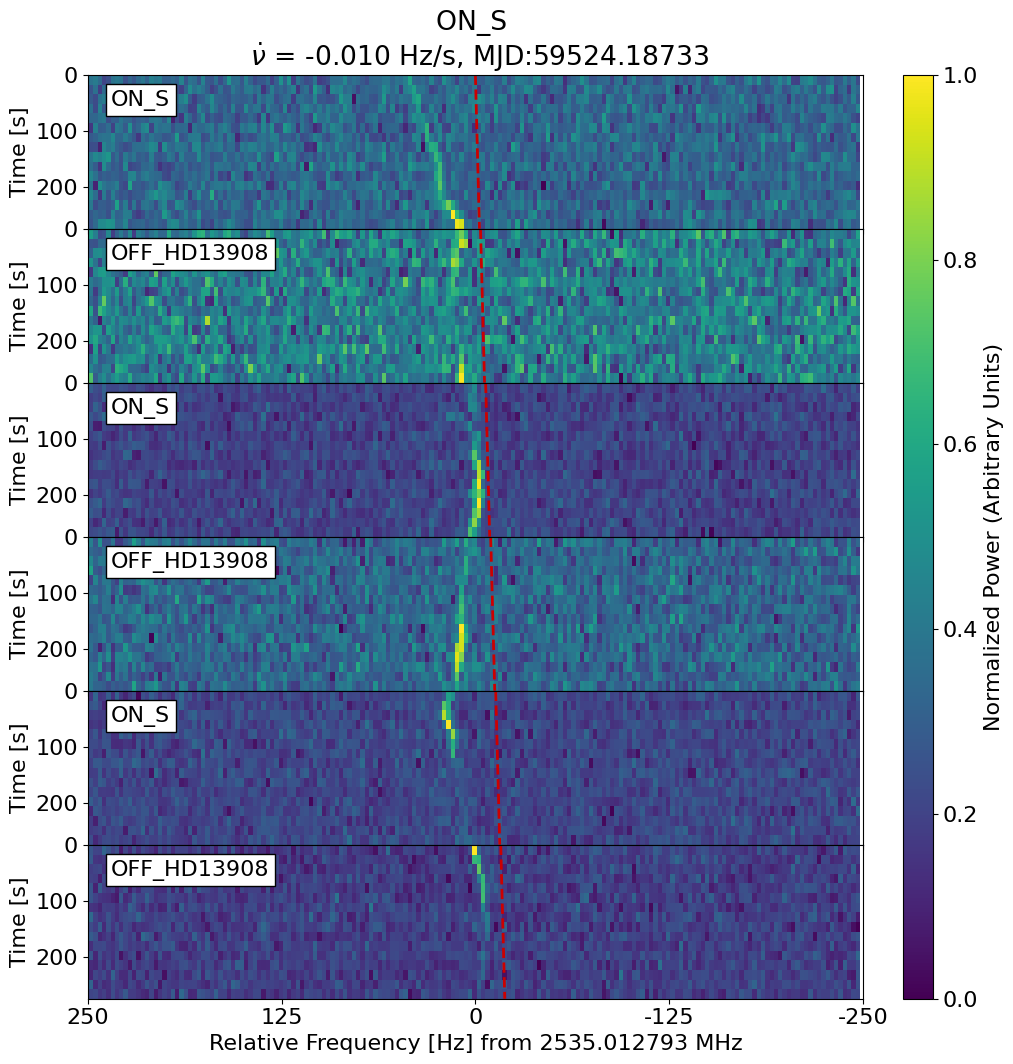 ON_S
ν̇ = -0.010 Hz/s, MJD:59524.18733
0
ON_S
100
200
Time [s]
0
OFF_HD13908
100
200
Time [s]
0
ON_S
100
200
Time [s]
0
OFF_HD13908
100
200
Time [s]
0
ON_S
100
200
Time [s]
0
OFF_HD13908
100
200
Time [s]
250 125 0 -125 -250
Relative Frequency [Hz] from 2535.012793 MHz
1.0
0.8
0.6
0.4
0.2
0.0
Normalized Power (Arbitrary Units)